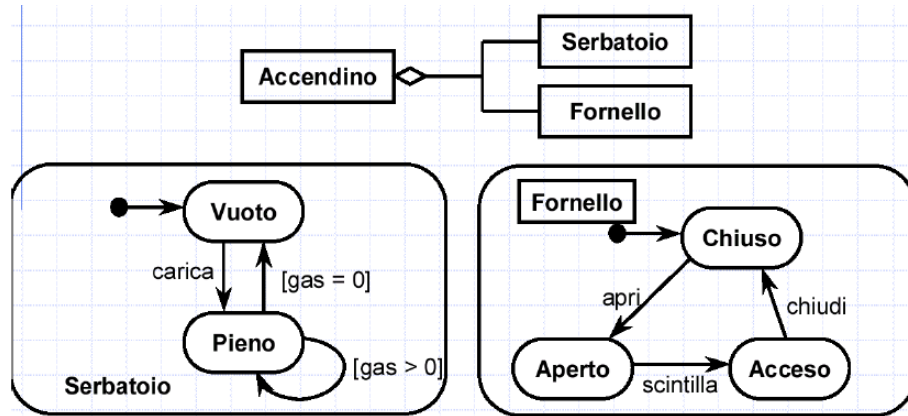 Serbatoio
Accendino
Fornello
Vuoto
carica
[gas = 0]
Pieno
[gas > 0]
Serbatoio
Fornello
Chiuso
apri
chiudi
Aperto
scintilla
Acceso